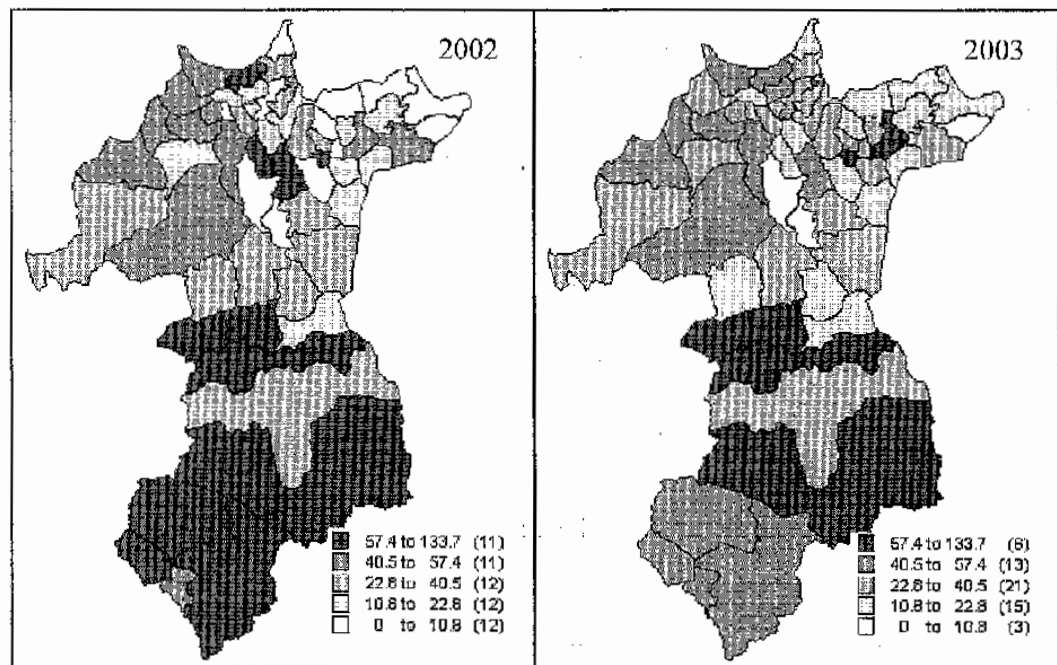 2002
57.4 to 133.7 (11)
40.5 to 57.4 (11)
22.8 to 40.5 (12)
10.8 to 22.8 (12)
0 to 10.8 (12)
2003
57.4 to 133.7 (6)
40.5 to 57.4 (13)
22.8 to 40.5 (21)
10.8 to 22.8 (15)
0 to 10.8 (3)